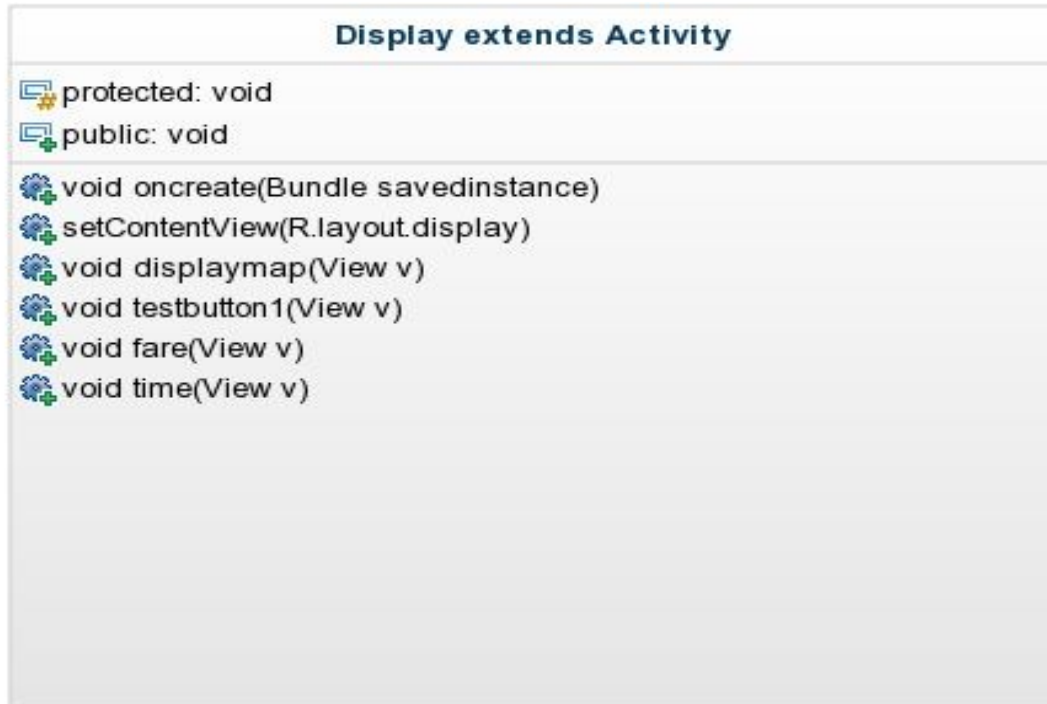 Display extends Activity
protected: void
public: void
void oncreate(Bundle savedinstance)
setContentView(R.layout.display)
void displaymap(View v)
void testbutton1(View v)
void fare(View v)
void time(View v)